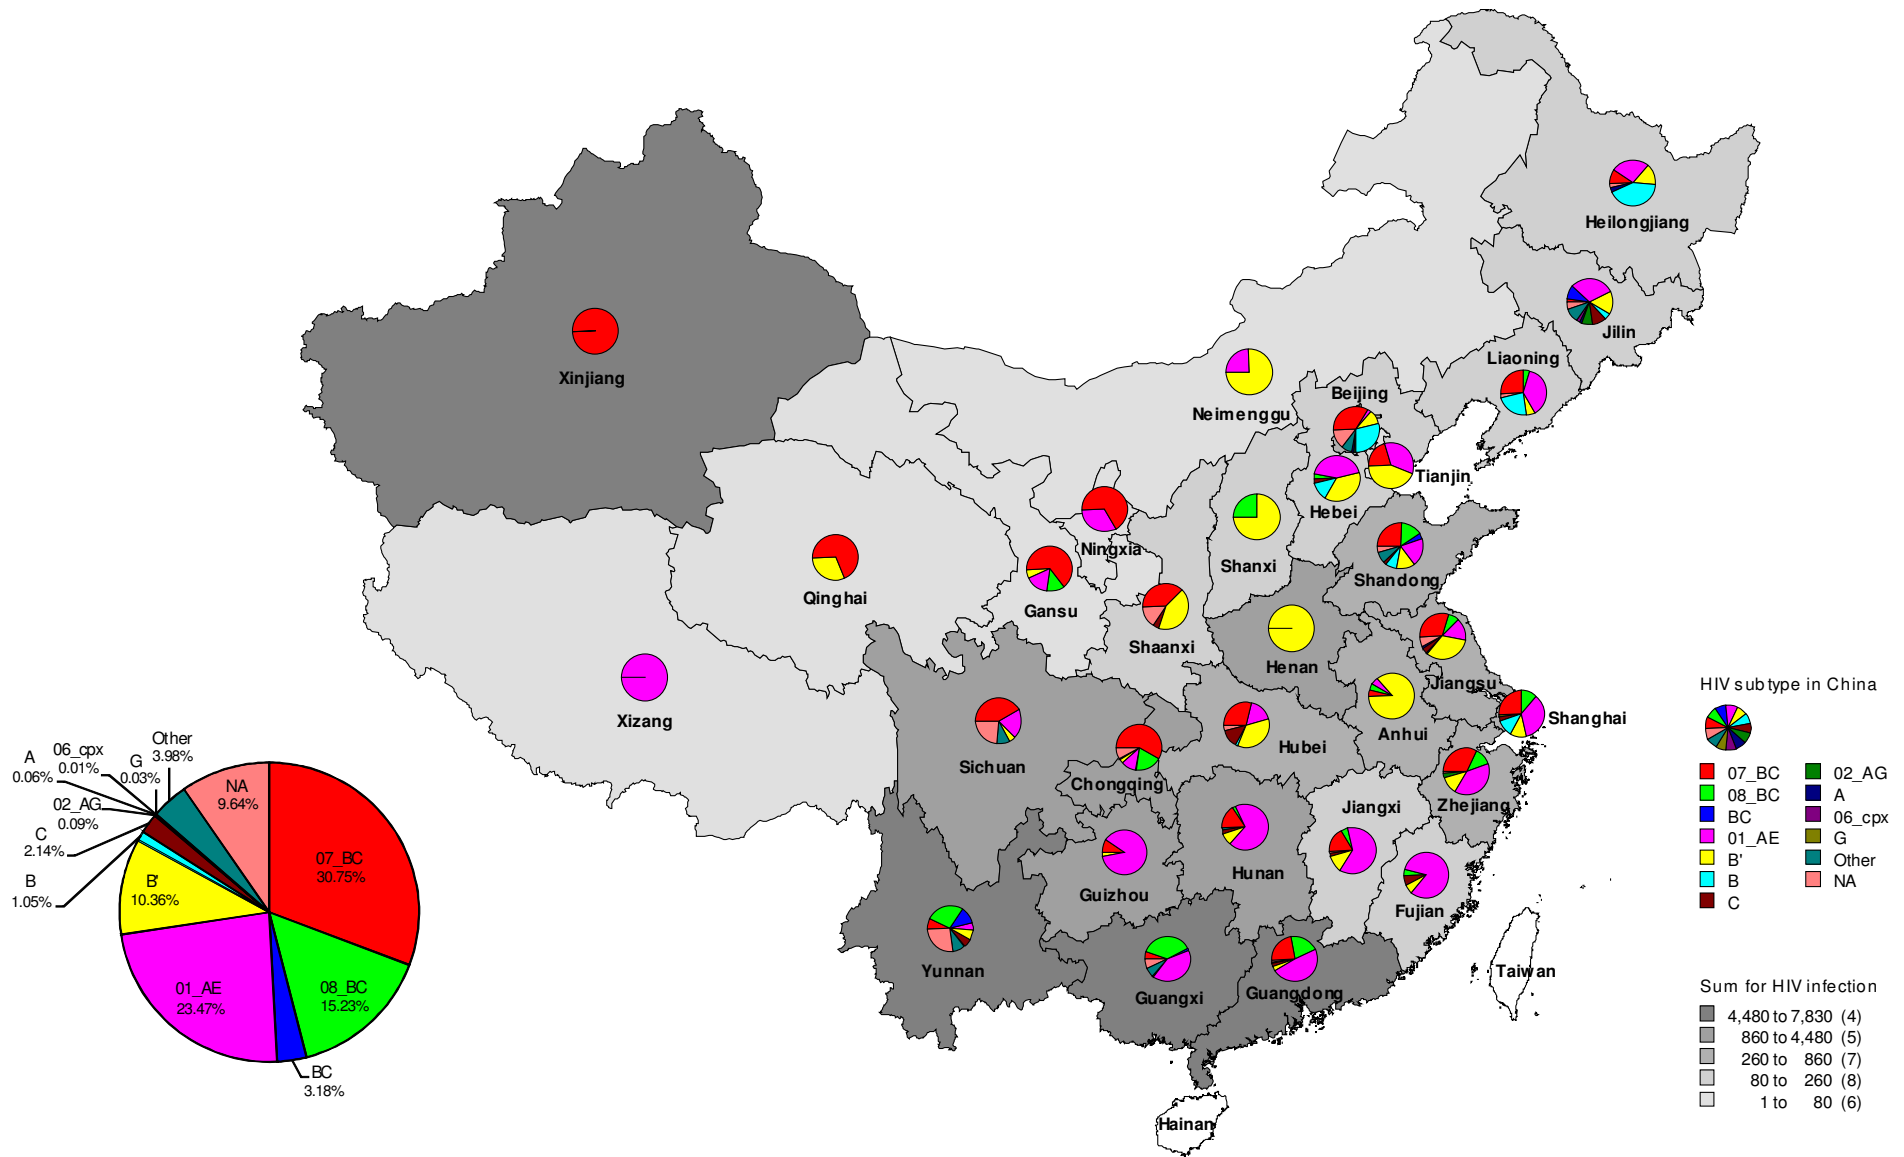 Heilongjiang
Jilin
Liaoning
Xinjiang
Beijing
Neimenggu
Tianjin
Hebei
Ningxia
Shanxi
Shandong
Qinghai
Gansu
Shaanxi
Henan
Jiangsu
Xizang
Shanghai
Anhui
Hubei
Sichuan
Chongqing
Zhejiang
Jiangxi
Hunan
Guizhou
Fujian
Yunnan
Guangxi
Guangdong
Taiwan
Hainan
A
0.06%
06_cpx
0.01%
G
0.03%
Other
3.98%
NA
9.64%
02_AG
0.09%
C
2.14%
B
1.05%
B'
10.36%
07_BC
30.75%
01_AE
23.47%
08_BC
15.23%
BC
3.18%
HIV subtype in China
07_BC
08_BC
BC
01_AE
B'
B
C
02_AG
A
06_cpx
G
Other
NA
Sum for HIV infection
4,480 to 7,830 (4)
860 to 4,480 (5)
260 to 860 (7)
80 to 260 (8)
1 to 80 (6)